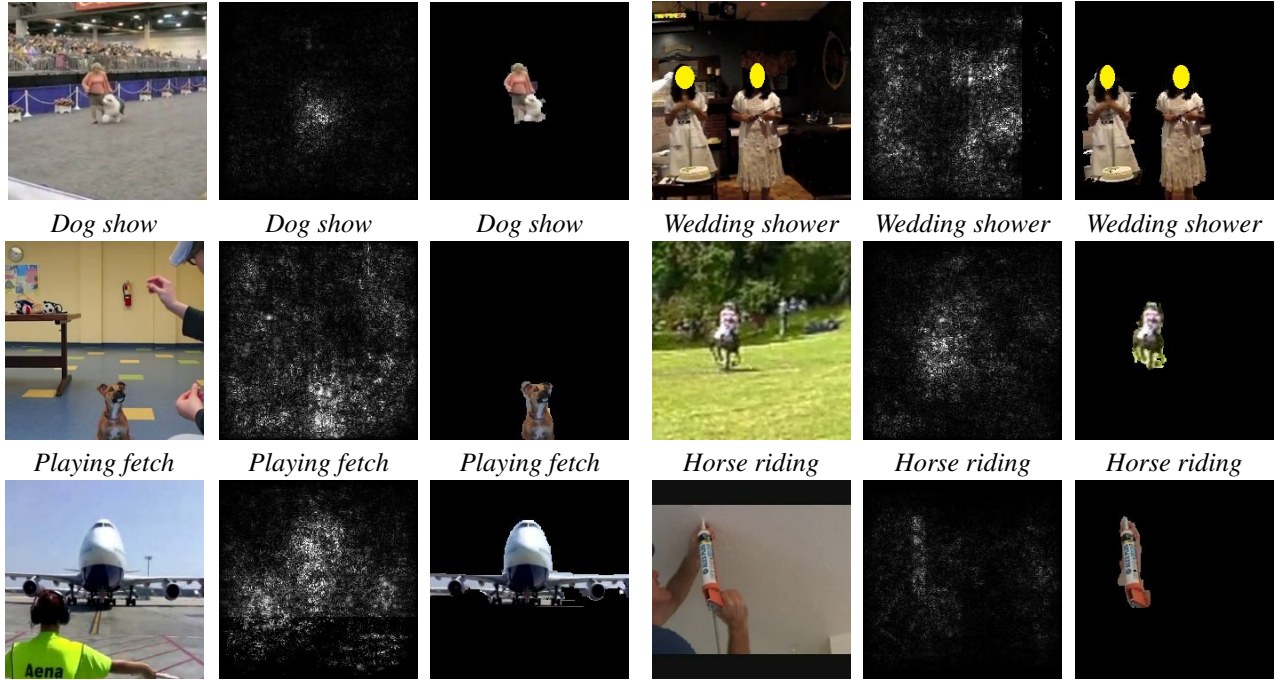 Dog show Dog show Dog show Wedding shower Wedding shower Wedding shower
Playing fetch Playing fetch Playing fetch Horse riding Horse riding Horse riding
Aena